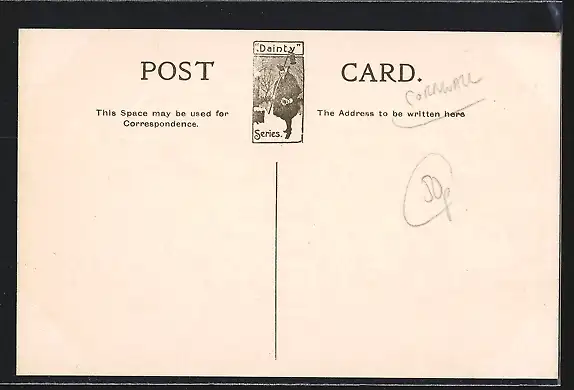 "Dainty"
Series.
POST CARD.
This Space may be used for
Correspondence.
The Address to be written here
CORNWALL
50p